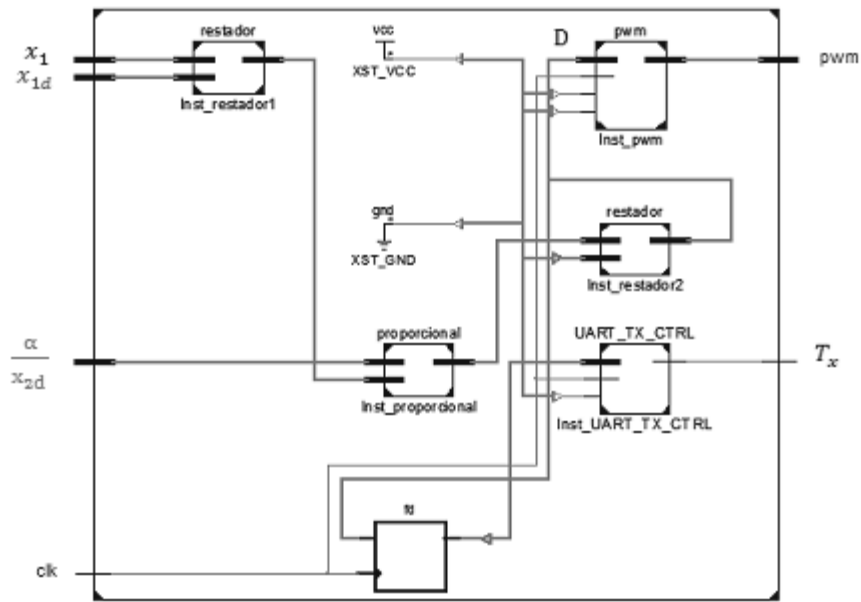 restador
vcc
D
pwm
x₁
x₁d
pwm
XST_VCC
Inst_restador1
Inst_pwm
gnd
restador
XST_GND
Inst_restador2
proporcional
UART_TX_CTRL
α
x₂d
Tₓ
Inst_proporcional
Inst_UART_TX_CTRL
fd
clk